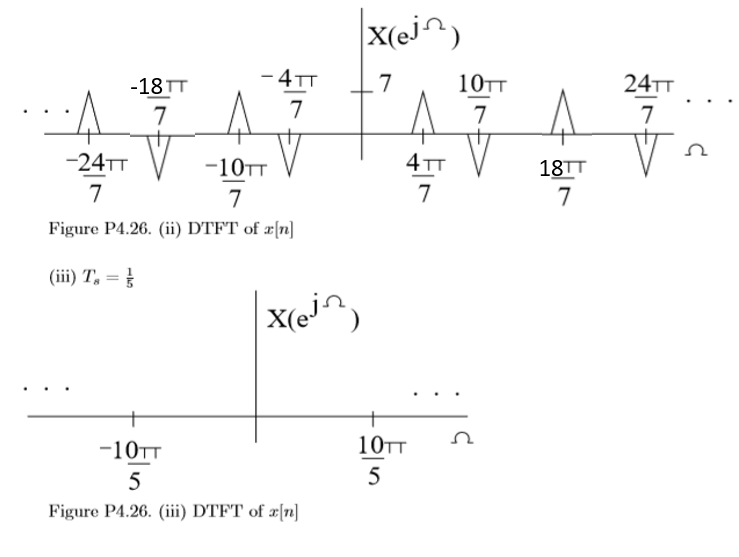 X(e^{jΩ})
-18π/7
-4π/7
7
10π/7
24π/7
. . .
. . .
-24π/7
-10π/7
4π/7
18π/7
Ω
Figure P4.26. (ii) DTFT of x[n]
(iii) T_s = 1/5
X(e^{jΩ})
. . .
. . .
-10π/5
10π/5
Ω
Figure P4.26. (iii) DTFT of x[n]